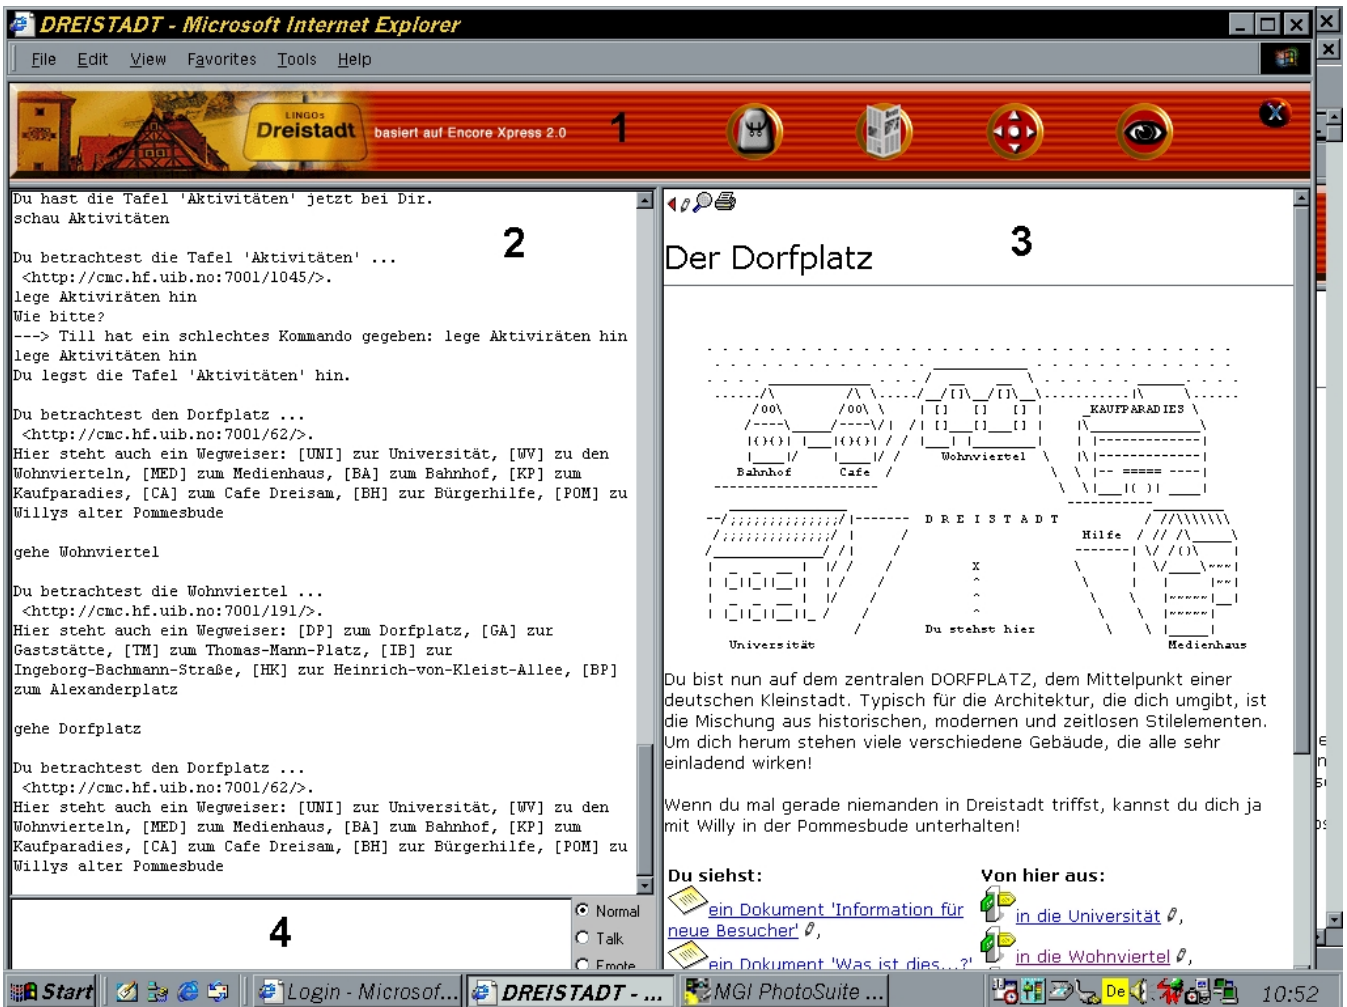 DREISTADT - Microsoft Internet Explorer
File Edit View Favorites Tools Help
LINGOs
Dreistadt
basiert auf Encore Xpress 2.0
1
Du hast die Tafel 'Aktivitäten' jetzt bei Dir.
schau Aktivitäten
2
Du betrachtest die Tafel 'Aktivitäten' ...
<http://cmc.hf.uib.no:7001/1045/>.
lege Aktiviräten hin
Wie bitte?
---> Till hat ein schlechtes Kommando gegeben: lege Aktiviräten hin
lege Aktivitäten hin
Du legst die Tafel 'Aktivitäten' hin.
Du betrachtest den Dorfplatz ...
<http://cmc.hf.uib.no:7001/62/>.
Hier steht auch ein Wegweiser: [UNI] zur Universität, [WV] zu den
Wohnvierteln, [MED] zum Medienhaus, [BA] zum Bahnhof, [KP] zum
Kaufparadies, [CA] zum Cafe Dreisam, [BH] zur Bürgerhilfe, [POM] zu
Willys alter Pommesbude
gehe Wohnviertel
Du betrachtest die Wohnviertel ...
<http://cmc.hf.uib.no:7001/191/>.
Hier steht auch ein Wegweiser: [DP] zum Dorfplatz, [GA] zur
Gaststätte, [TM] zum Thomas-Mann-Platz, [IB] zur
Ingeborg-Bachmann-Straße, [HK] zur Heinrich-von-Kleist-Allee, [BP]
zum Alexanderplatz
gehe Dorfplatz
Du betrachtest den Dorfplatz ...
<http://cmc.hf.uib.no:7001/62/>.
Hier steht auch ein Wegweiser: [UNI] zur Universität, [WV] zu den
Wohnvierteln, [MED] zum Medienhaus, [BA] zum Bahnhof, [KP] zum
Kaufparadies, [CA] zum Cafe Dreisam, [BH] zur Bürgerhilfe, [POM] zu
Willys alter Pommesbude
4
Normal
Talk
Emote
3
Der Dorfplatz
KAUFPARADIES
Bahnhof Cafe Wohnviertel
D R E I S T A D T
Hilfe
X
Du stehst hier
Universität
Medienhaus
Du bist nun auf dem zentralen DORFPLATZ, dem Mittelpunkt einer
deutschen Kleinstadt. Typisch für die Architektur, die dich umgibt, ist
die Mischung aus historischen, modernen und zeitlosen Stilelementen.
Um dich herum stehen viele verschiedene Gebäude, die alle sehr
einladend wirken!
Wenn du mal gerade niemanden in Dreistadt triffst, kannst du dich ja
mit Willy in der Pommesbude unterhalten!
Du siehst:
ein Dokument 'Information für
neue Besucher' ,
ein Dokument 'Was ist dies...?'
Von hier aus:
in die Universität ,
in die Wohnviertel ,
Start
Login - Microsof...
DREISTADT - ...
MGI PhotoSuite ...
De
10:52